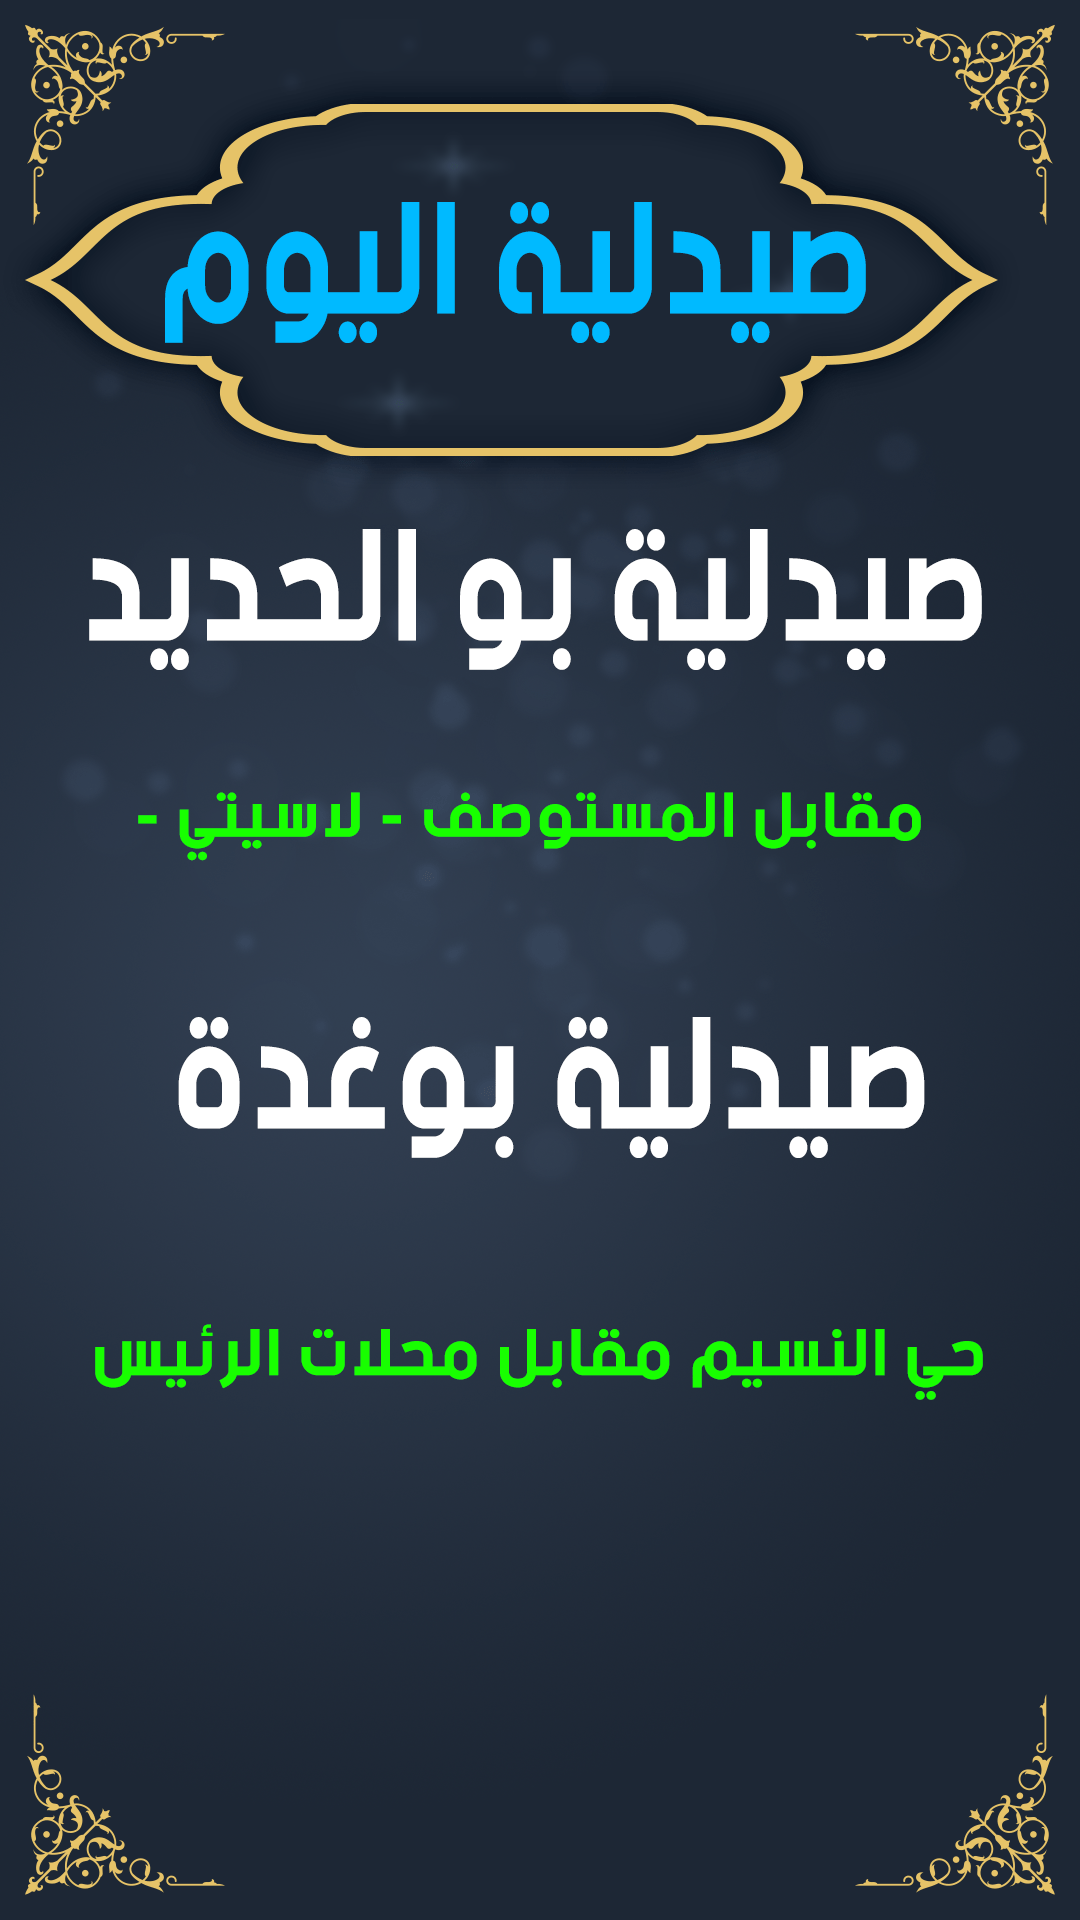 صيدلية اليوم
صيدلية بو الحديد
مقابل المستوصف - لاسيتي -
صيدلية بوغدة
حي النسيم مقابل محلات الرئيس